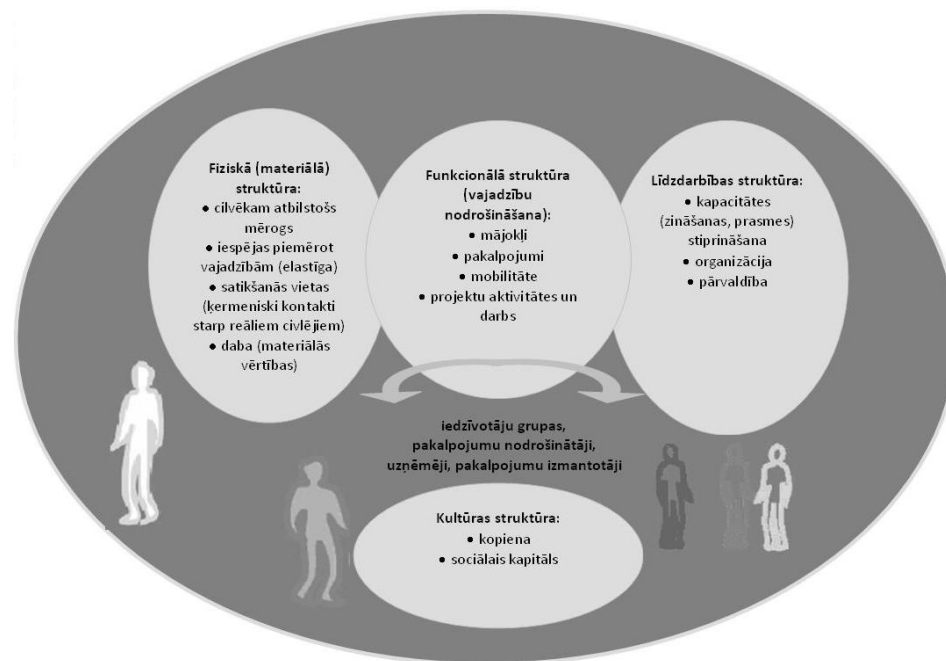 Fiziskā (materiālā)
struktūra:
• cilvēkam atbilstošs
mērogs
• iespējas piemērot
vajadzībām (elastīga)
• satikšanās vietas
(ķermeniski kontakti
starp reāliem civlējiem)
• daba (materiālās
vērtības)
Funkcionālā struktūra
(vajadzību
nodrošināšana):
• mājokļi
• pakalpojumi
• mobilitāte
• projektu aktivitātes un
darbs
Līdzdarbības struktūra:
• kapacitātes
(zināšanas, prasmes)
stiprināšana
• organizācija
• pārvaldība
iedzīvotāju grupas,
pakalpojumu nodrošinātāji,
uzņēmēji, pakalpojumu izmantotāji
Kultūras struktūra:
• kopiena
• sociālais kapitāls